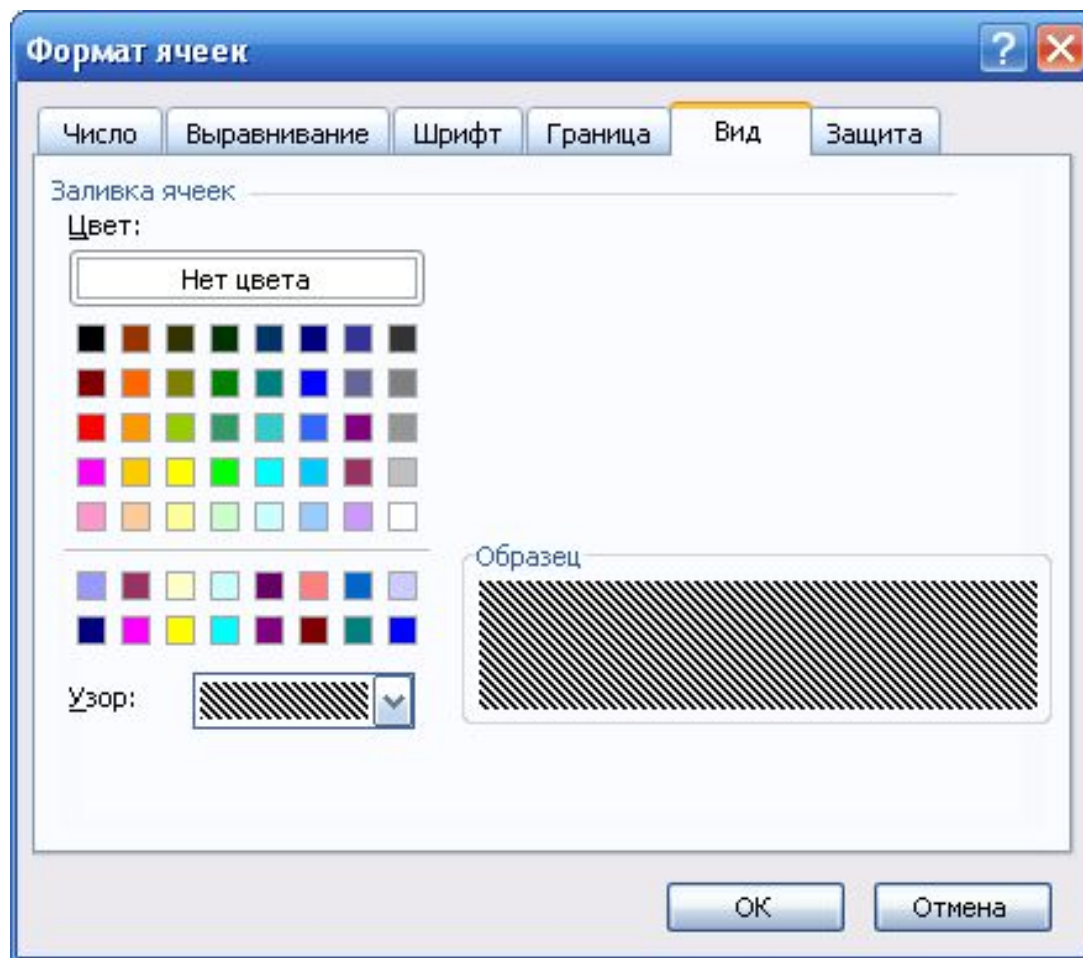 Формат ячеек
Число Выравнивание Шрифт Граница Вид Защита
Заливка ячеек
Цвет:
Нет цвета
Образец
Узор:
ОК Отмена